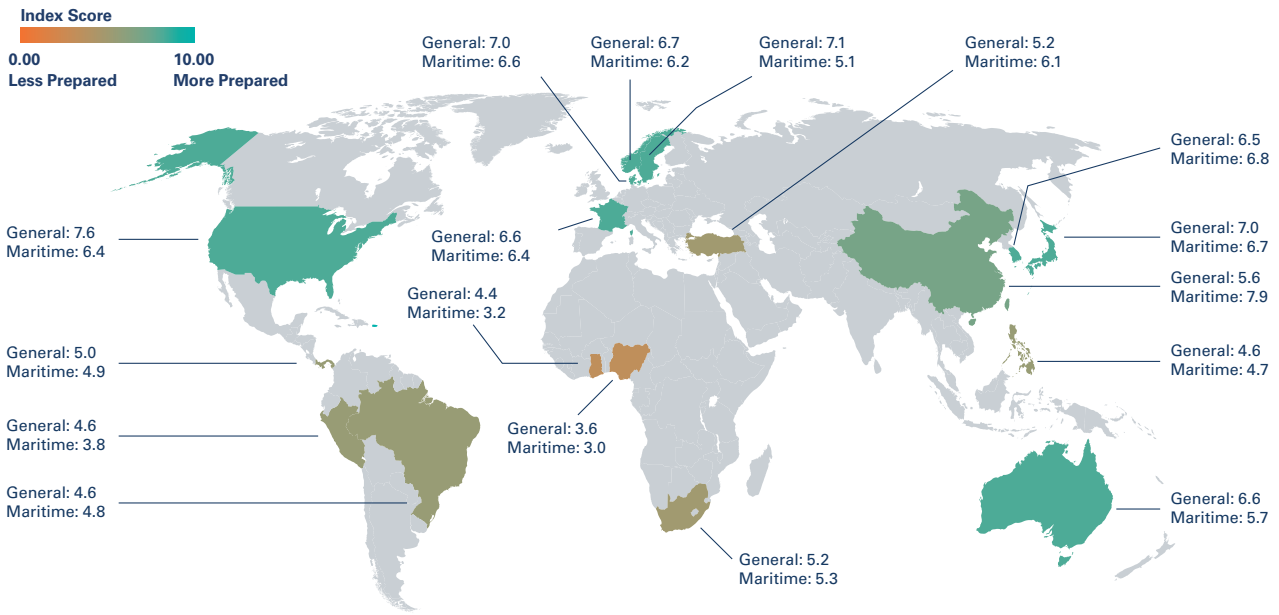 Index Score
0.00
Less Prepared
10.00
More Prepared
General: 7.0
Maritime: 6.6
General: 6.7
Maritime: 6.2
General: 7.1
Maritime: 5.1
General: 5.2
Maritime: 6.1
General: 6.5
Maritime: 6.8
General: 7.6
Maritime: 6.4
General: 6.6
Maritime: 6.4
General: 7.0
Maritime: 6.7
General: 5.6
Maritime: 7.9
General: 4.4
Maritime: 3.2
General: 5.0
Maritime: 4.9
General: 4.6
Maritime: 4.7
General: 4.6
Maritime: 3.8
General: 3.6
Maritime: 3.0
General: 4.6
Maritime: 4.8
General: 6.6
Maritime: 5.7
General: 5.2
Maritime: 5.3